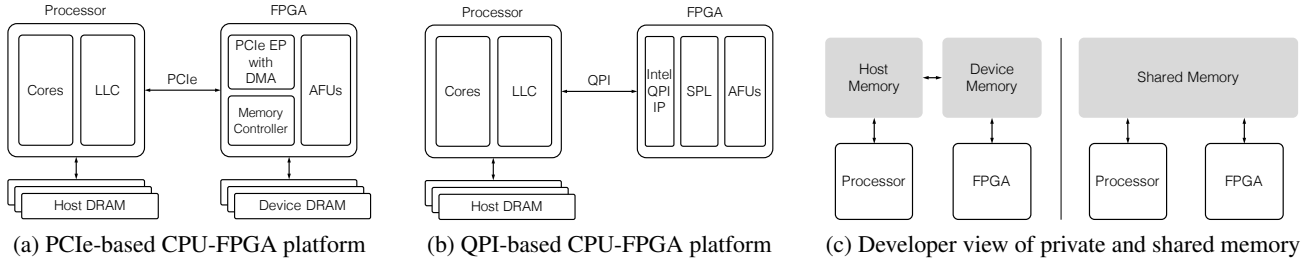 Processor
FPGA
Cores
LLC
PCIe
PCIe EP
with
DMA
Memory
Controller
AFUs
Host DRAM
Device DRAM
(a) PCIe-based CPU-FPGA platform
Processor
FPGA
Cores
LLC
QPI
Intel
QPI
IP
SPL
AFUs
Host DRAM
(b) QPI-based CPU-FPGA platform
Host
Memory
Device
Memory
Shared Memory
Processor
FPGA
Processor
FPGA
(c) Developer view of private and shared memory